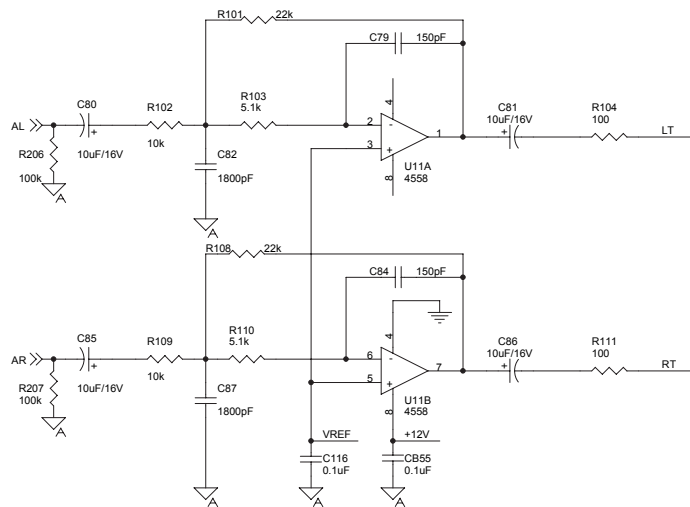 R101 22k
C79 150pF
C80
R102
R103
5.1k
4
C81
10uF/16V
R104
100
AL
2
-
1
LT
+
R206
10uF/16V
10k
C82
3
+
+
100k
1800pF
8
U11A
4558
A
A
R108 22k
C84 150pF
C85
R109
R110
5.1k
4
C86
10uF/16V
R111
100
AR
6
-
7
RT
+
R207
10uF/16V
10k
C87
5
+
+
100k
1800pF
8
U11B
4558
A
VREF
+12V
C116
0.1uF
CB55
0.1uF
A
A
A